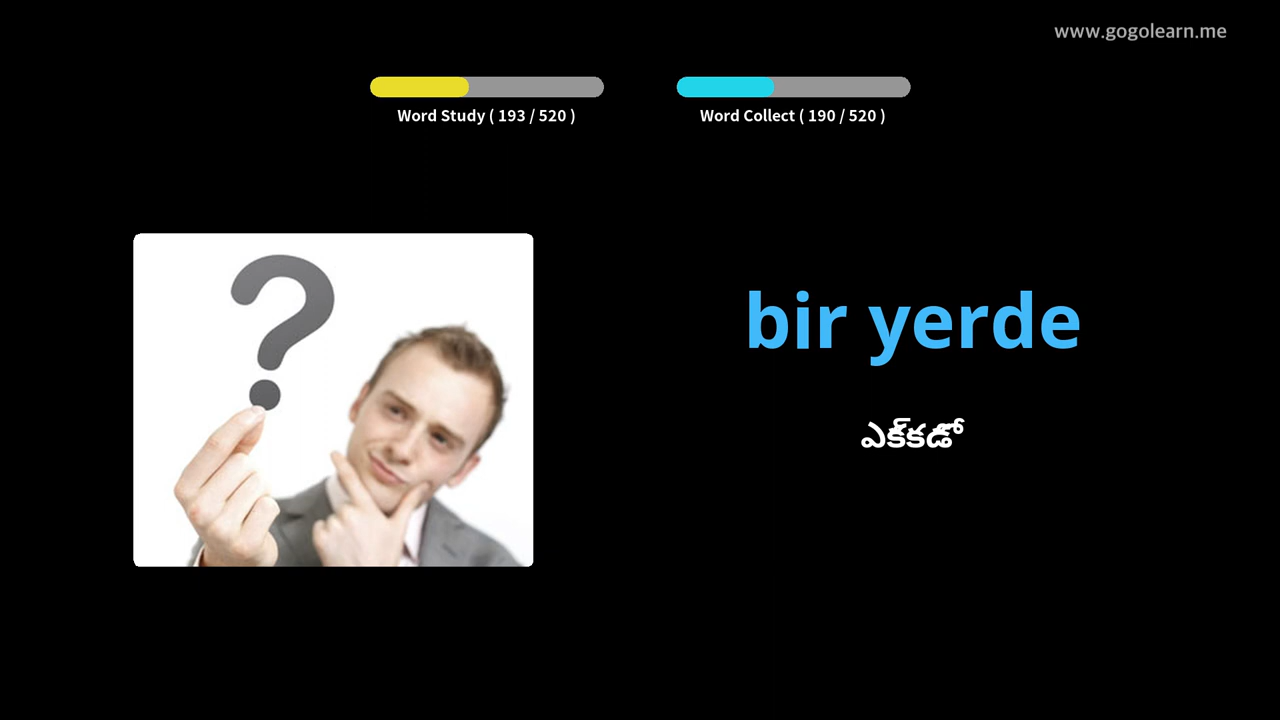 www.gogolearn.me
Word Study ( 193 / 520 )
Word Collect ( 190 / 520 )
bir yerde
ఎక్కడో